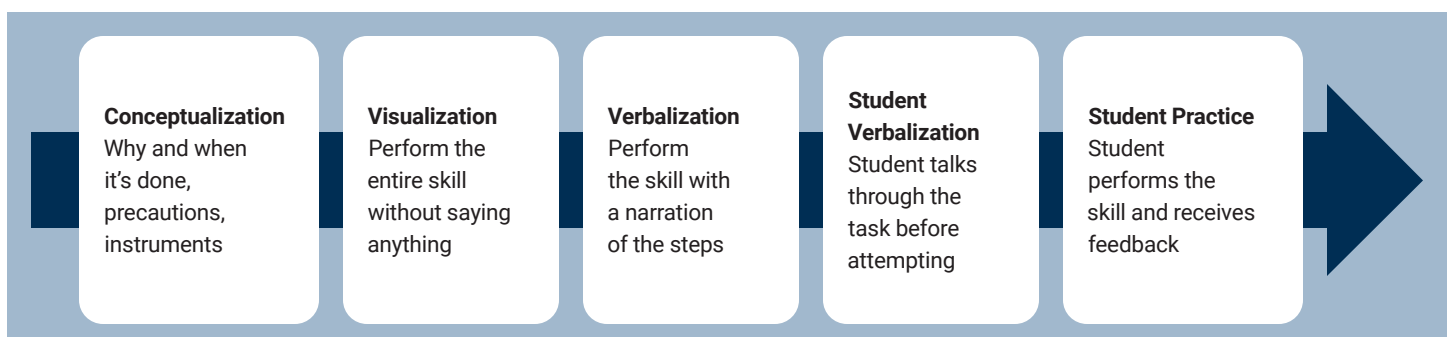 Conceptualization
Why and when
it's done,
precautions,
instruments
Visualization
Perform the
entire skill
without saying
anything
Verbalization
Perform
the skill with
a narration
of the steps
Student
Verbalization
Student talks
through the
task before
attempting
Student Practice
Student
performs the
skill and receives
feedback